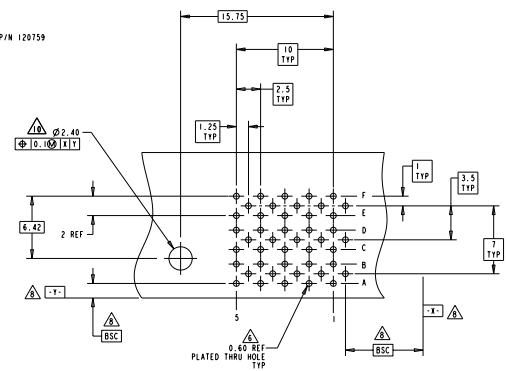 15.75
P/N 120759
10
TYP
2.5
TYP
1.25
TYP
10
Ø2.40
⌖ 0.1Ⓜ X Y
1
TYP
3.5
TYP
F
E
D
C
B
A
6.42
2 REF
7
TYP
8
-Y-
8
BSC
5
1
6
0.60 REF
PLATED THRU HOLE
TYP
8
BSC
-X-
8